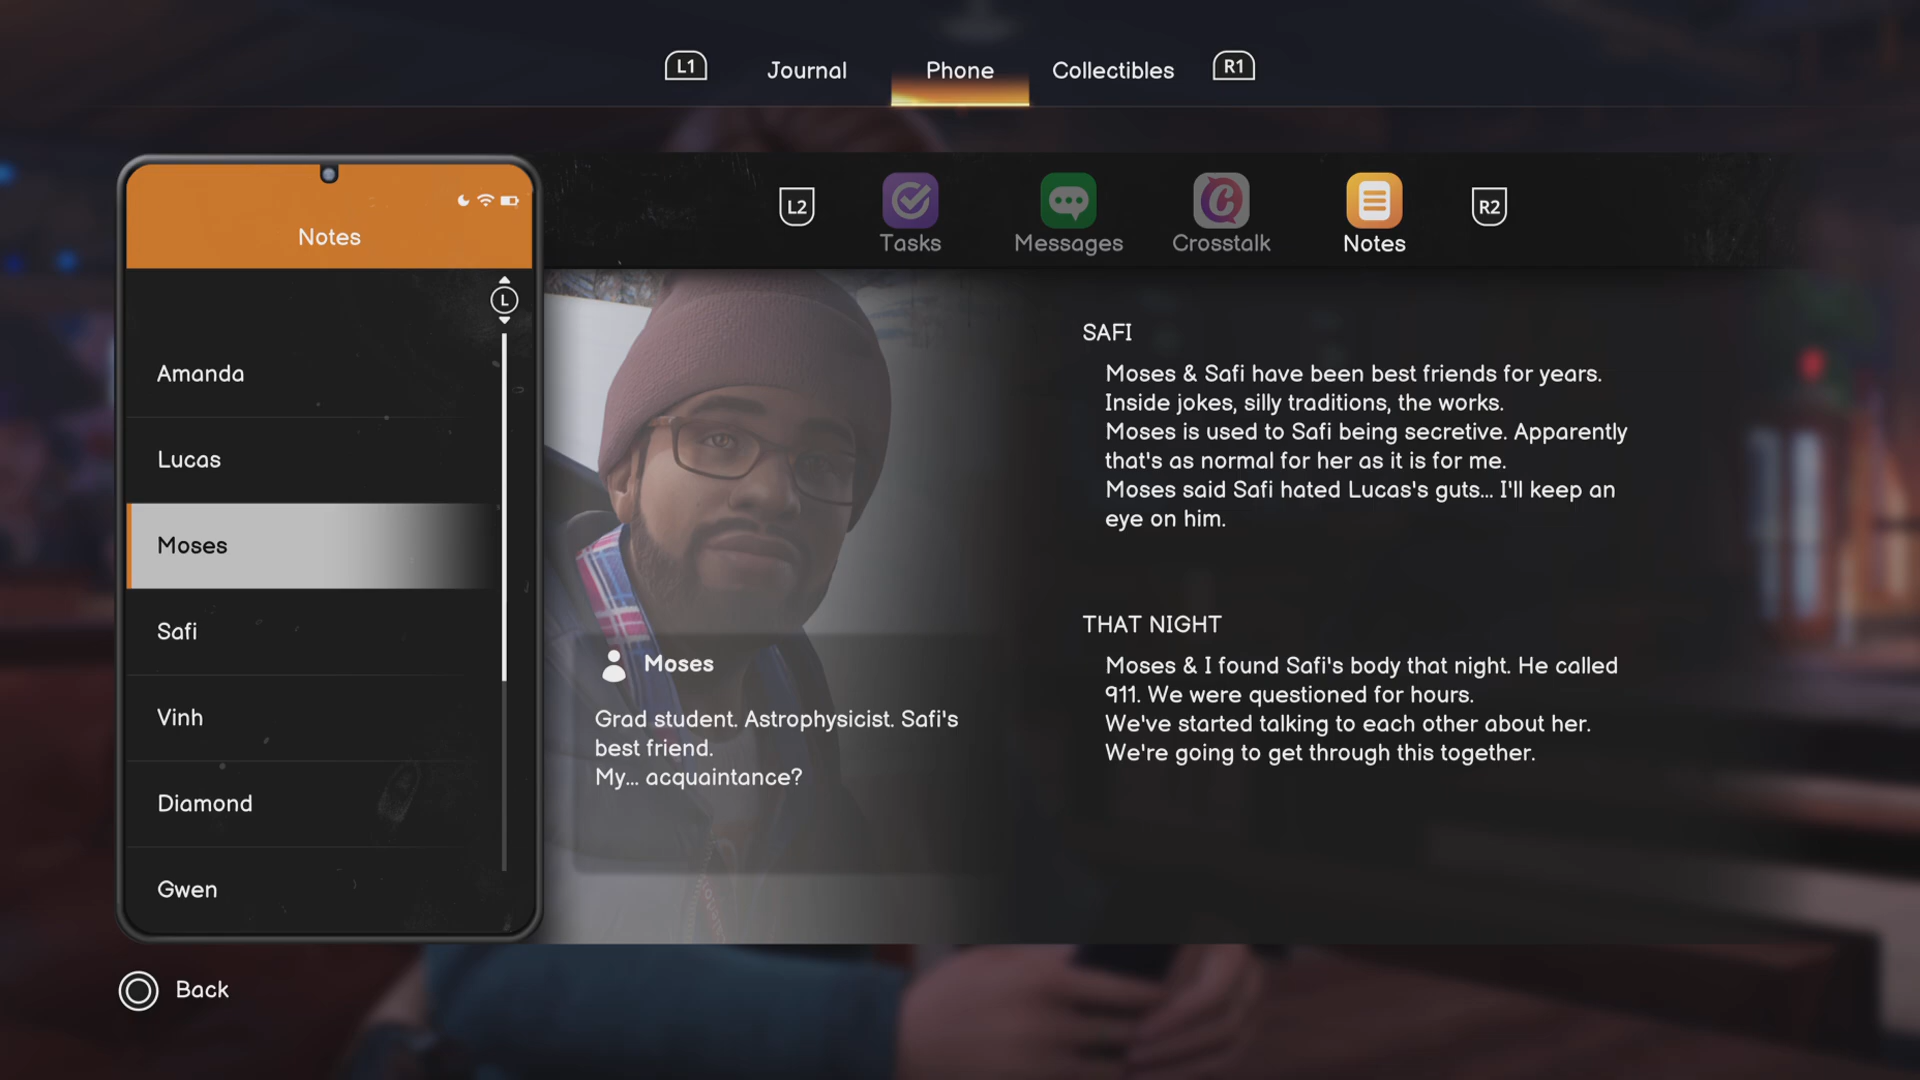 L1
Journal
Phone
Collectibles
R1
Notes
L
Amanda
Lucas
Moses
Safi
Vinh
Diamond
Gwen
L2
Tasks
Messages
Crosstalk
Notes
R2
Moses
Grad student. Astrophysicist. Safi's
best friend.
My... acquaintance?
SAFI
Moses & Safi have been best friends for years.
Inside jokes, silly traditions, the works.
Moses is used to Safi being secretive. Apparently
that's as normal for her as it is for me.
Moses said Safi hated Lucas's guts... I'll keep an
eye on him.
THAT NIGHT
Moses & I found Safi's body that night. He called
911. We were questioned for hours.
We've started talking to each other about her.
We're going to get through this together.
Back